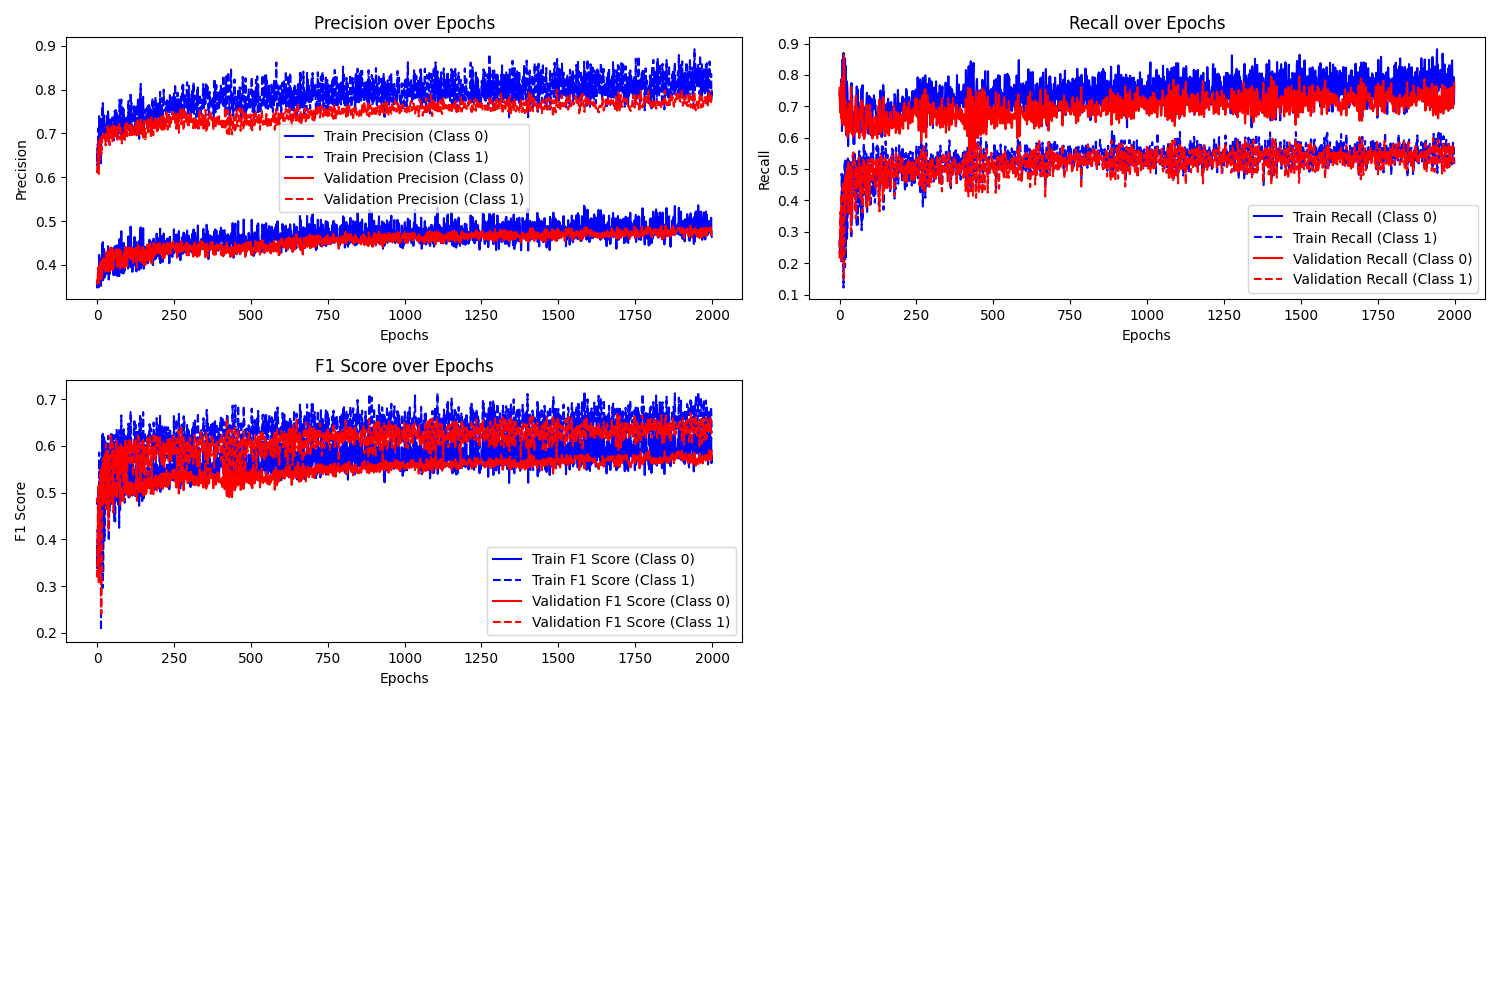 Precision over Epochs
Precision
0.9
0.8
0.7
0.6
0.5
0.4
Train Precision (Class 0)
Train Precision (Class 1)
Validation Precision (Class 0)
Validation Precision (Class 1)
0 250 500 750 1000 1250 1500 1750 2000
Epochs
Recall over Epochs
Recall
0.9
0.8
0.7
0.6
0.5
0.4
0.3
0.2
0.1
Train Recall (Class 0)
Train Recall (Class 1)
Validation Recall (Class 0)
Validation Recall (Class 1)
0 250 500 750 1000 1250 1500 1750 2000
Epochs
F1 Score over Epochs
F1 Score
0.7
0.6
0.5
0.4
0.3
0.2
Train F1 Score (Class 0)
Train F1 Score (Class 1)
Validation F1 Score (Class 0)
Validation F1 Score (Class 1)
0 250 500 750 1000 1250 1500 1750 2000
Epochs